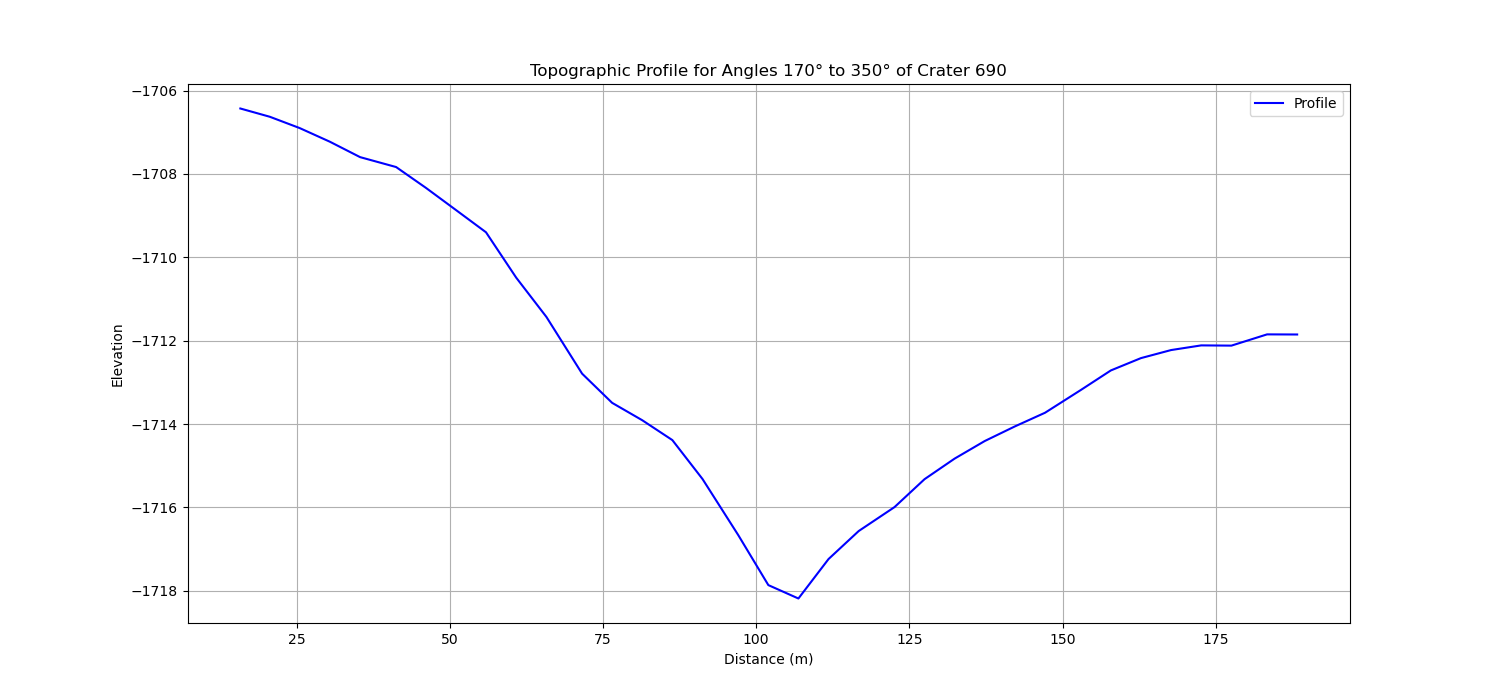 Topographic Profile for Angles 170° to 350° of Crater 690
Profile
−1706
−1708
−1710
−1712
−1714
−1716
−1718
Elevation
25 50 75 100 125 150 175
Distance (m)